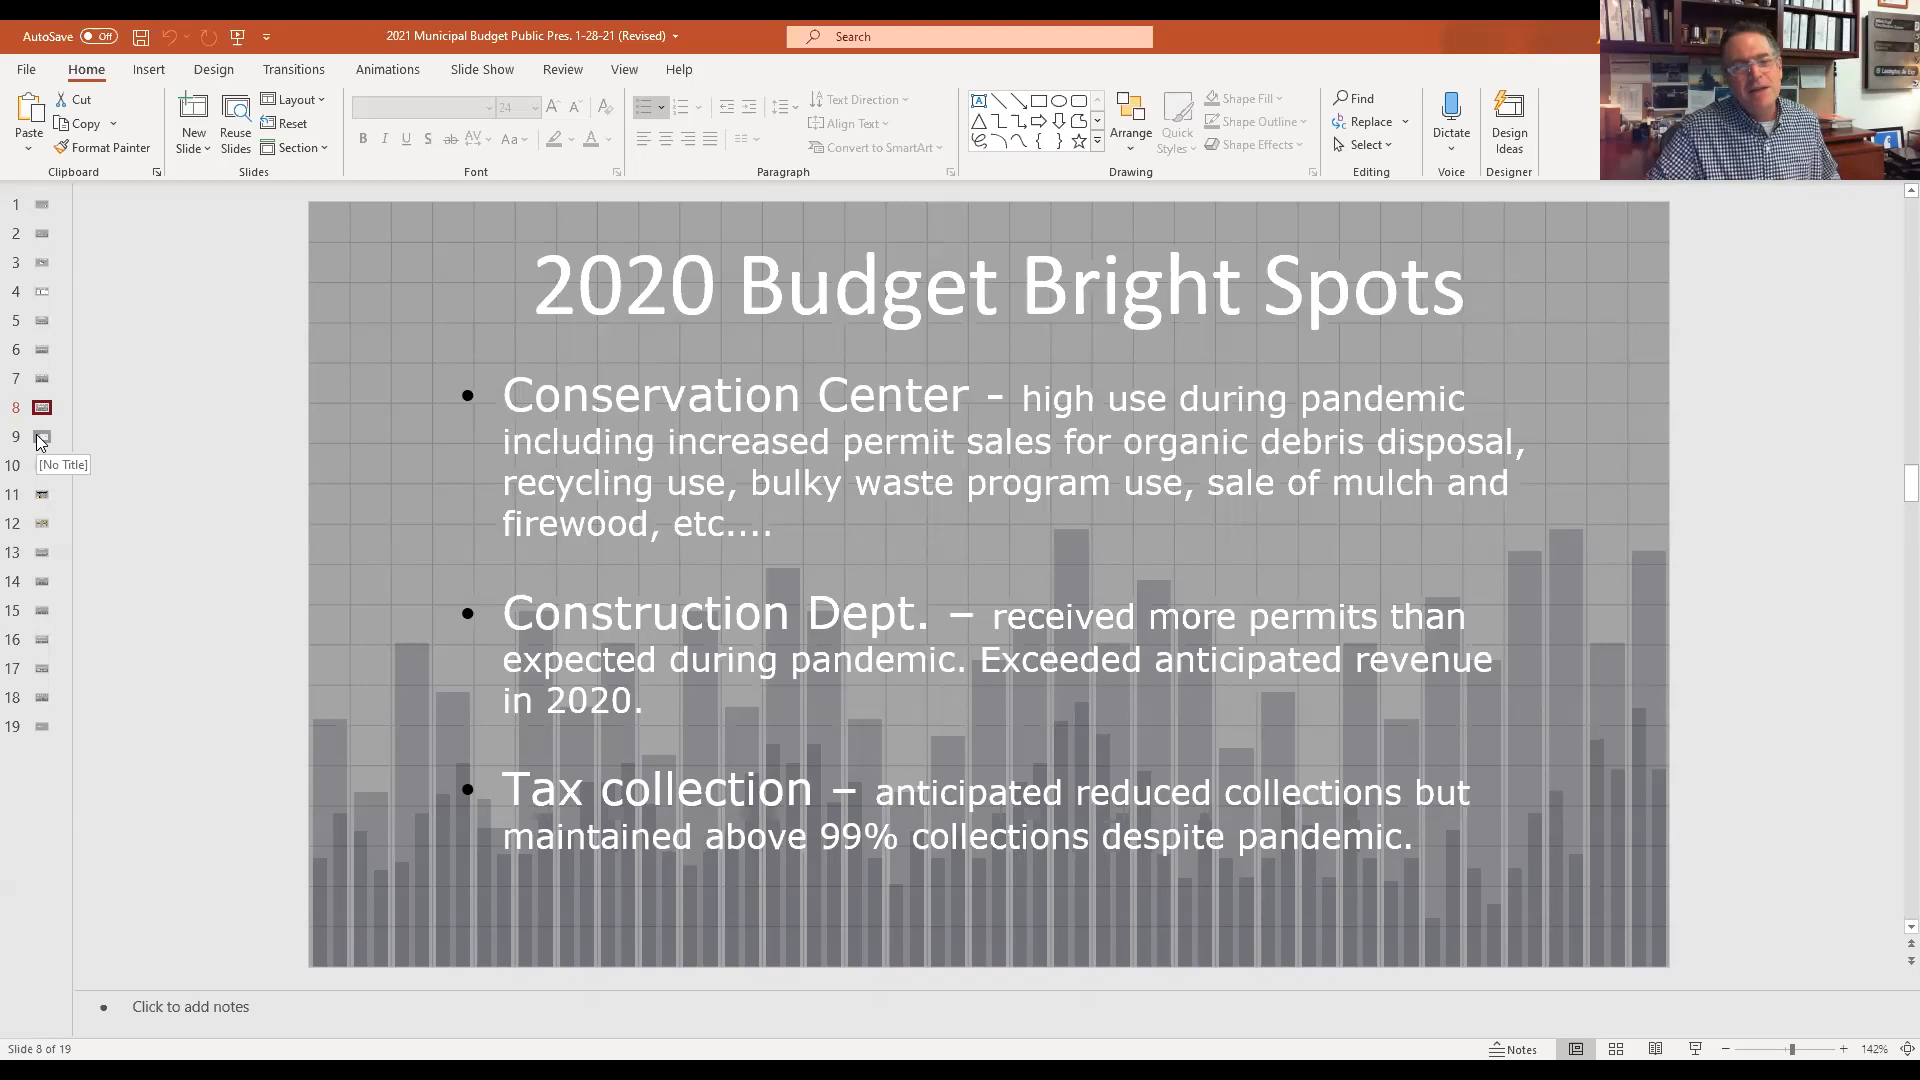 AutoSave Off
2021 Municipal Budget Public Pres. 1-28-21 (Revised)
Search
File Home Insert Design Transitions Animations Slide Show Review View Help
Paste
Cut
Copy
Format Painter
Clipboard
New
Slide
Reuse
Slides
Layout
Reset
Section
Slides
24
Aa
Font
Text Direction
Align Text
Convert to SmartArt
Paragraph
Arrange
Quick
Styles
Shape Fill
Shape Outline
Shape Effects
Drawing
Find
Replace
Select
Editing
Dictate
Voice
Design
Ideas
Designer
1
2
3
4
5
6
7
8
9
10
[No Title]
11
12
13
14
15
16
17
18
19
2020 Budget Bright Spots
• Conservation Center - high use during pandemic
including increased permit sales for organic debris disposal,
recycling use, bulky waste program use, sale of mulch and
firewood, etc....
• Construction Dept. – received more permits than
expected during pandemic. Exceeded anticipated revenue
in 2020.
• Tax collection – anticipated reduced collections but
maintained above 99% collections despite pandemic.
• Click to add notes
Slide 8 of 19
Notes
142%